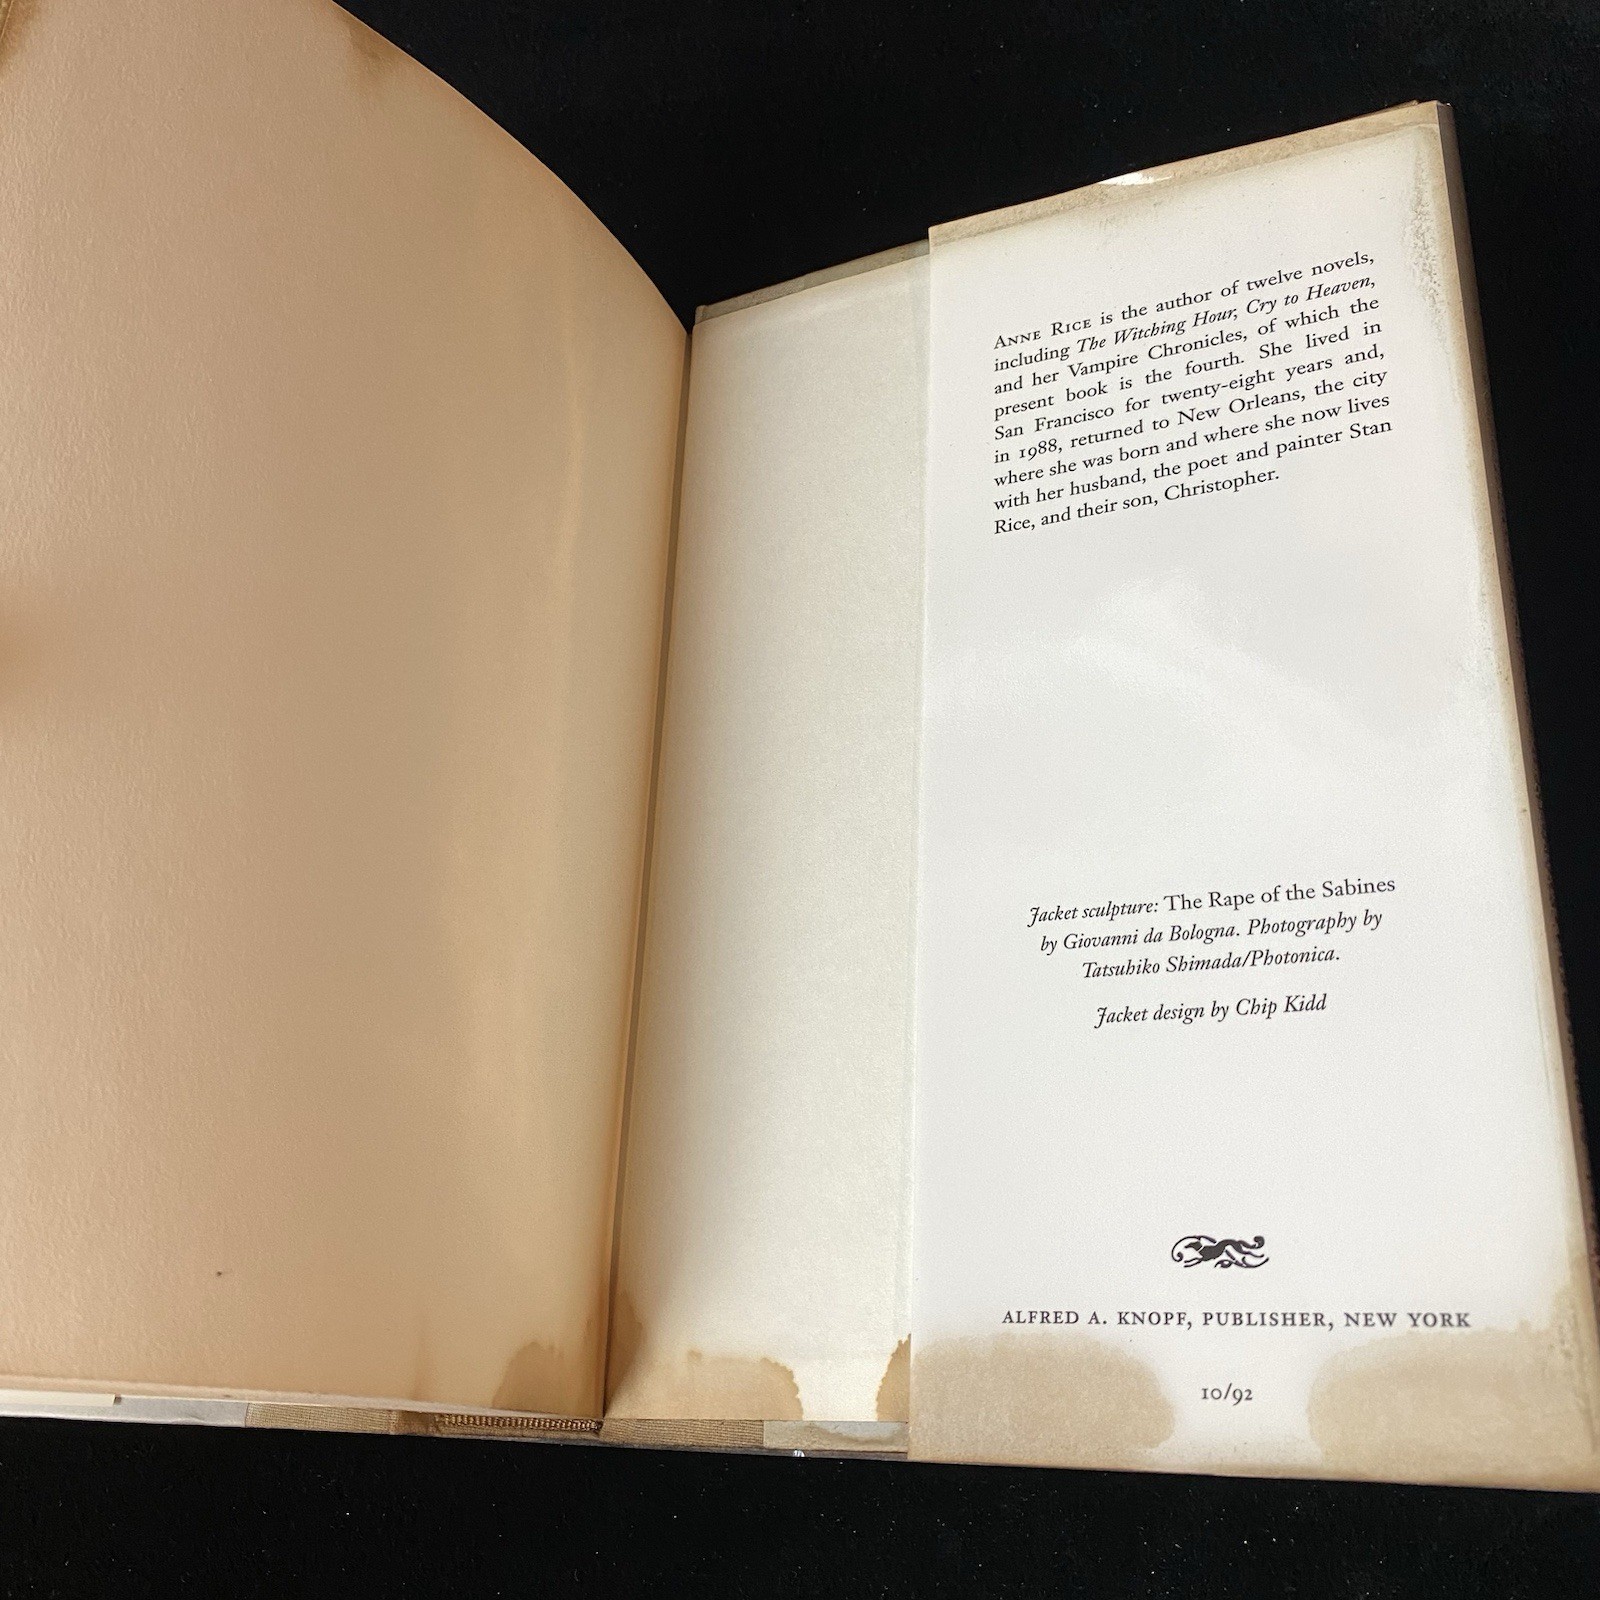 ANNE RICE is the author of twelve novels,
including The Witching Hour, Cry to Heaven,
and her Vampire Chronicles, of which the
present book is the fourth. She lived in
San Francisco for twenty-eight years and,
in 1988, returned to New Orleans, the city
where she was born and where she now lives
with her husband, the poet and painter Stan
Rice, and their son, Christopher.
Jacket sculpture: The Rape of the Sabines
by Giovanni da Bologna. Photography by
Tatsuhiko Shimada/Photonica.
Jacket design by Chip Kidd
ALFRED A. KNOPF, PUBLISHER, NEW YORK
10/92